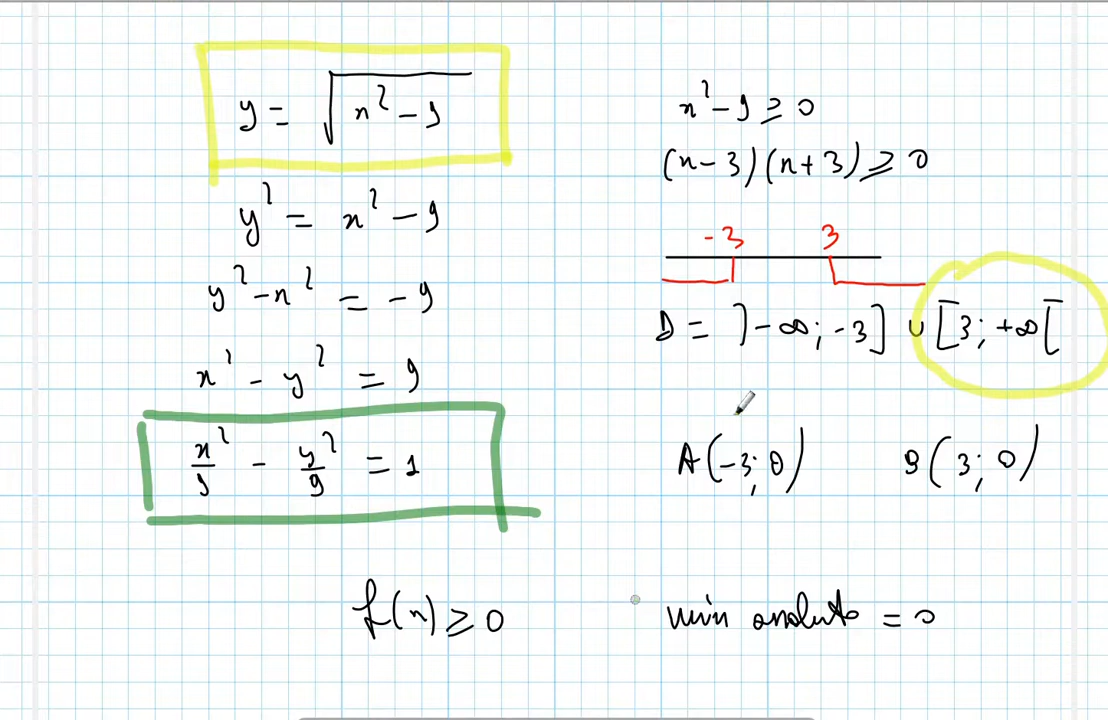 y = √(x² - 9)
y² = x² - 9
y² - x² = - 9
x² - y² = 9
x²/9 - y²/9 = 1
f(x) ⩾ 0
x² - 9 ⩾ 0
(x - 3)(x + 3) ⩾ 0
-3 3
D = ]-∞; -3] ∪ [3; +∞[
A(-3; 0) B(3; 0)
min assoluto = 0